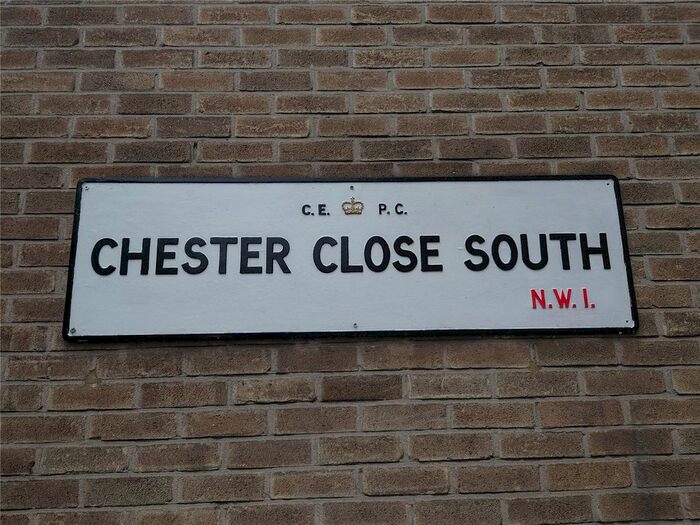 C.E. P.C.
CHESTER CLOSE SOUTH
N.W.1.